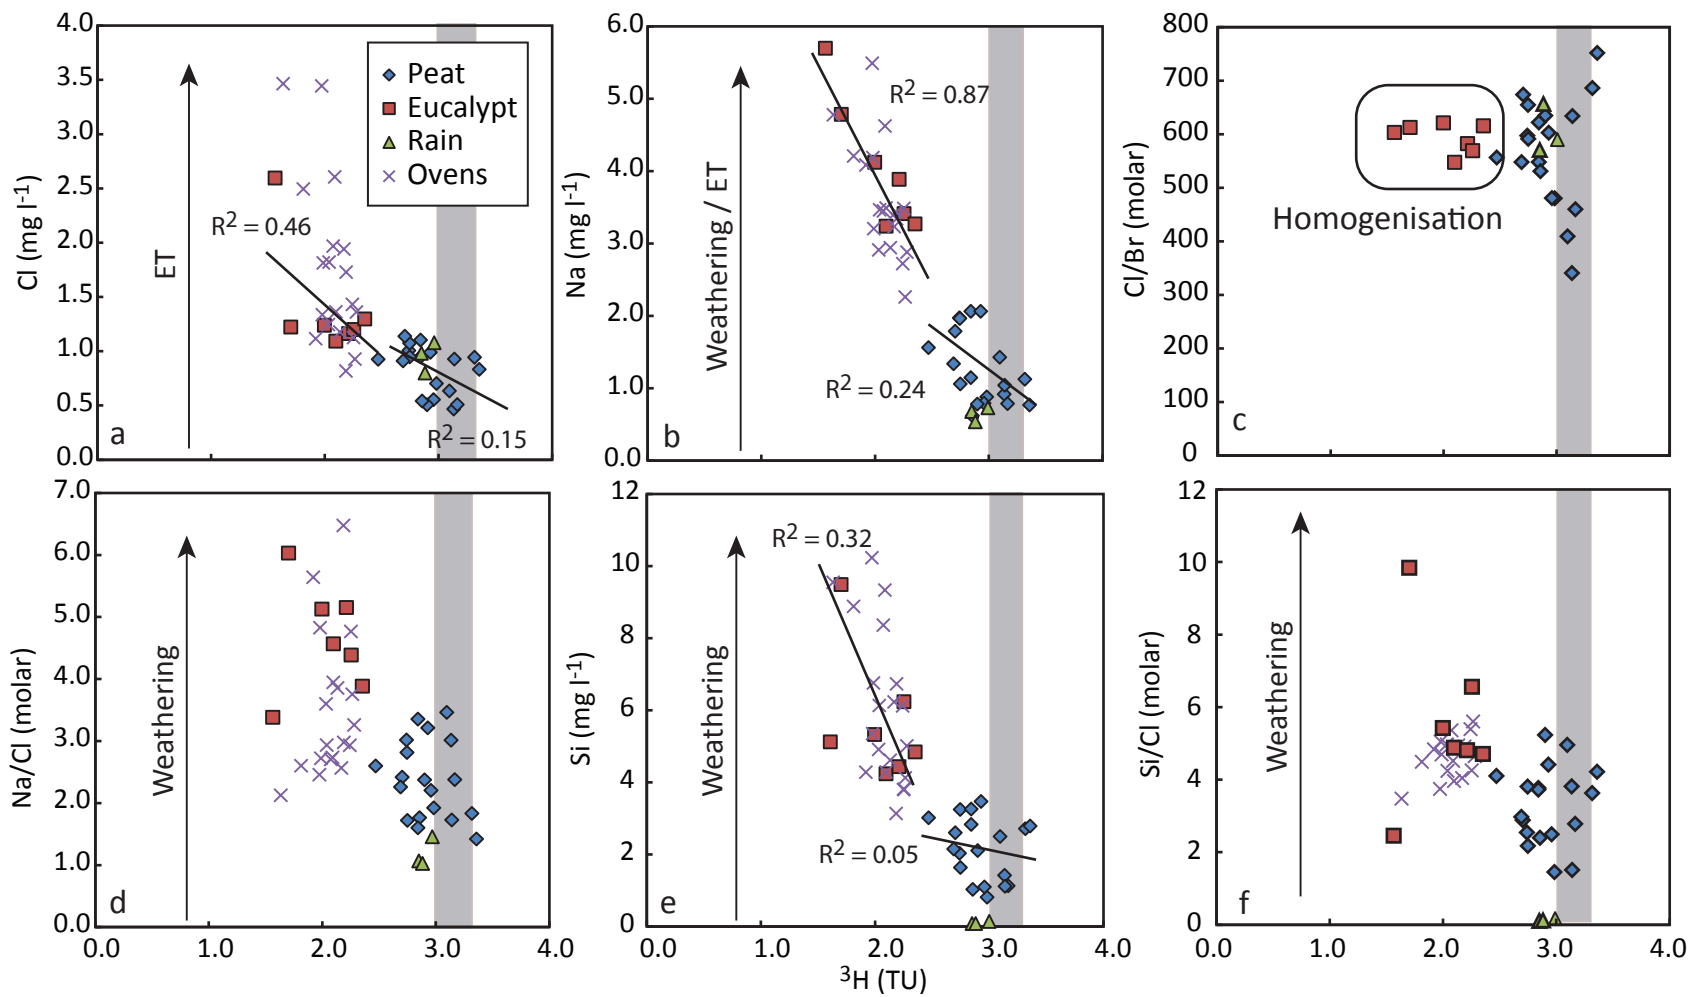 4.0
3.5
3.0
2.5
2.0
1.5
1.0
0.5
0.0
Cl (mg l-1)
ET
Peat
Eucalypt
Rain
Ovens
R2 = 0.46
R2 = 0.15
a
6.0
5.0
4.0
3.0
2.0
1.0
0.0
Na (mg l-1)
Weathering / ET
R2 = 0.87
R2 = 0.24
b
800
700
600
500
400
300
200
100
0
Cl/Br (molar)
Homogenisation
c
7.0
6.0
5.0
4.0
3.0
2.0
1.0
0.0
Na/Cl (molar)
Weathering
d
0.0 1.0 2.0 3.0 4.0
12
10
8
6
4
2
0
Si (mg l-1)
Weathering
R2 = 0.32
R2 = 0.05
e
0.0 1.0 2.0 3.0 4.0
3H (TU)
12
10
8
6
4
2
0
Si/Cl (molar)
Weathering
f
0.0 1.0 2.0 3.0 4.0